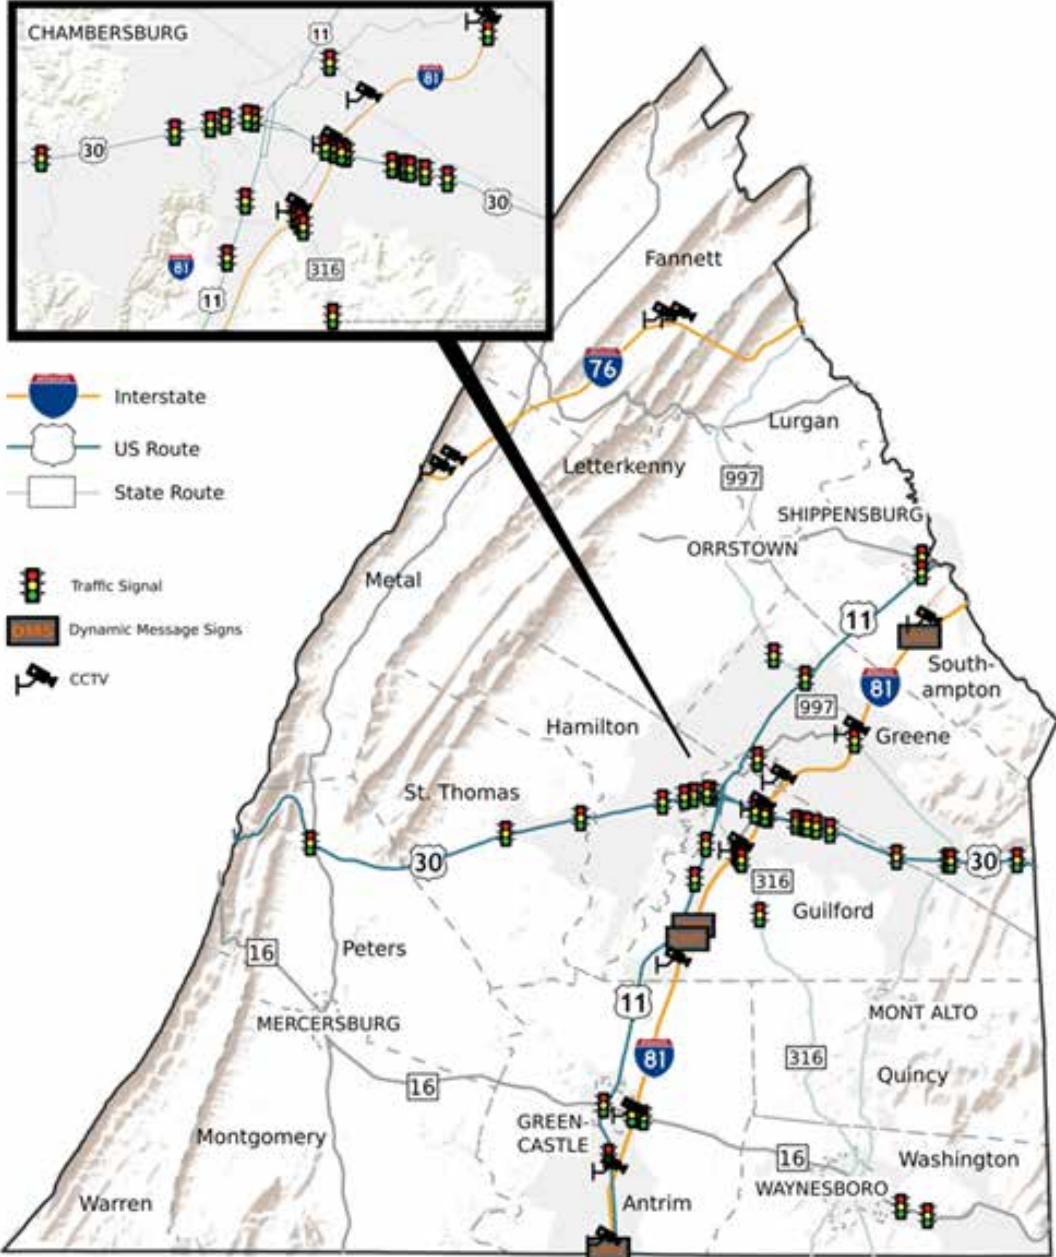 CHAMBERSBURG
11
81
30
30
81
316
11
Interstate
US Route
State Route
Traffic Signal
DMS
Dynamic Message Signs
CCTV
Fannett
76
Lurgan
Letterkenny
997
SHIPPENSBURG
ORRSTOWN
Metal
11
South-
ampton
81
997
Hamilton
Greene
St. Thomas
30
30
316
Guilford
16
Peters
11
MERCERSBURG
MONT ALTO
81
316
16
Quincy
GREEN-
CASTLE
Montgomery
16
Washington
WAYNESBORO
Warren
Antrim